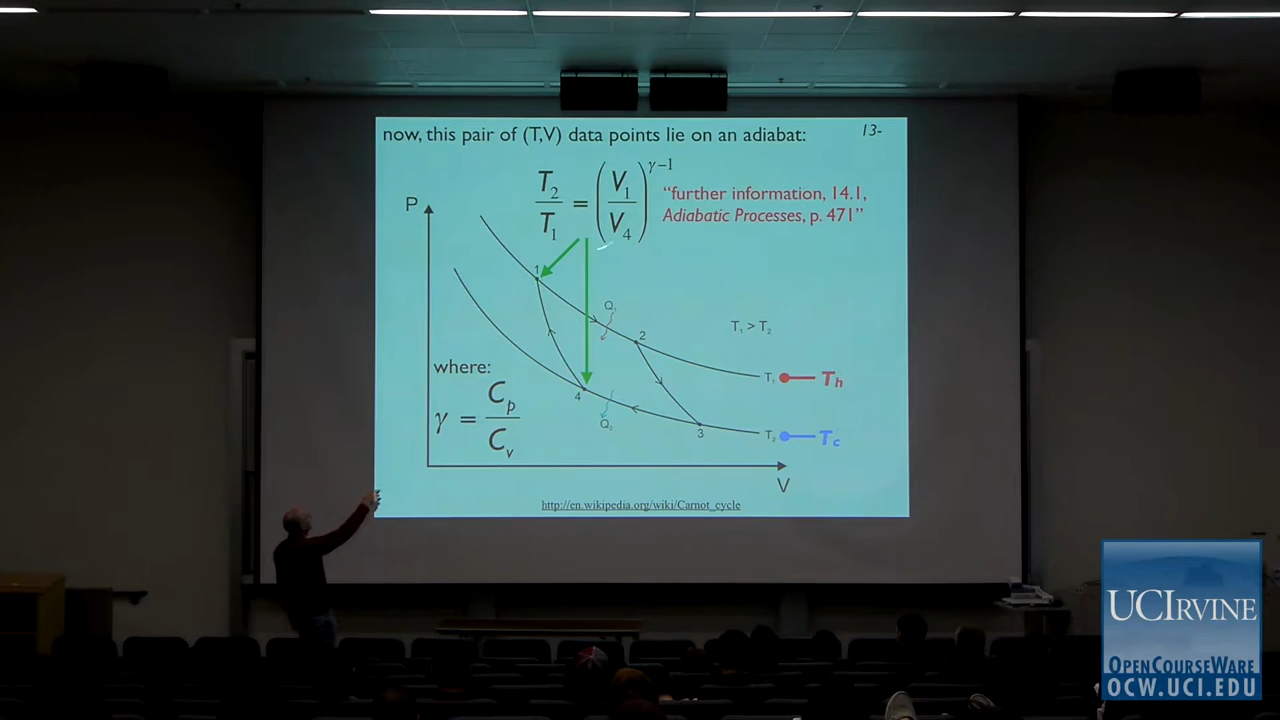 now, this pair of (T,V) data points lie on an adiabat:
13-
T₂/T₁ = (V₁/V₄)^(γ−1)
"further information, 14.1,
Adiabatic Processes, p. 471"
P
1
Q₁
2
T₁ > T₂
where:
γ = Cₚ/Cᵥ
T₁
Th
4
Q₂
3
T₂
Tc
V
http://en.wikipedia.org/wiki/Carnot_cycle
UCIRVINE
OPENCOURSEWARE
OCW.UCI.EDU